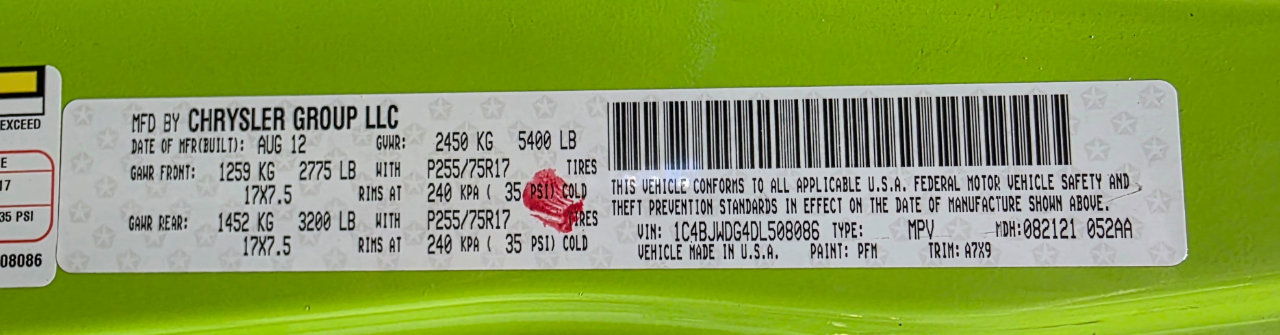 EXCEED
E
17
35 PSI
08086
MFD BY CHRYSLER GROUP LLC
DATE OF MFR(BUILT): AUG 12 GVWR: 2450 KG 5400 LB
GAWR FRONT: 1259 KG 2775 LB WITH P255/75R17 TIRES
17X7.5 RIMS AT 240 KPA ( 35 PSI) COLD
GAWR REAR: 1452 KG 3200 LB WITH P255/75R17 TIRES
17X7.5 RIMS AT 240 KPA ( 35 PSI) COLD
THIS VEHICLE CONFORMS TO ALL APPLICABLE U.S.A. FEDERAL MOTOR VEHICLE SAFETY AND
THEFT PREVENTION STANDARDS IN EFFECT ON THE DATE OF MANUFACTURE SHOWN ABOVE.
VIN: 1C4BJWDG4DL508086 TYPE: MPV MDH:082121 052AA
VEHICLE MADE IN U.S.A. PAINT: PFM TRIM: A7X9